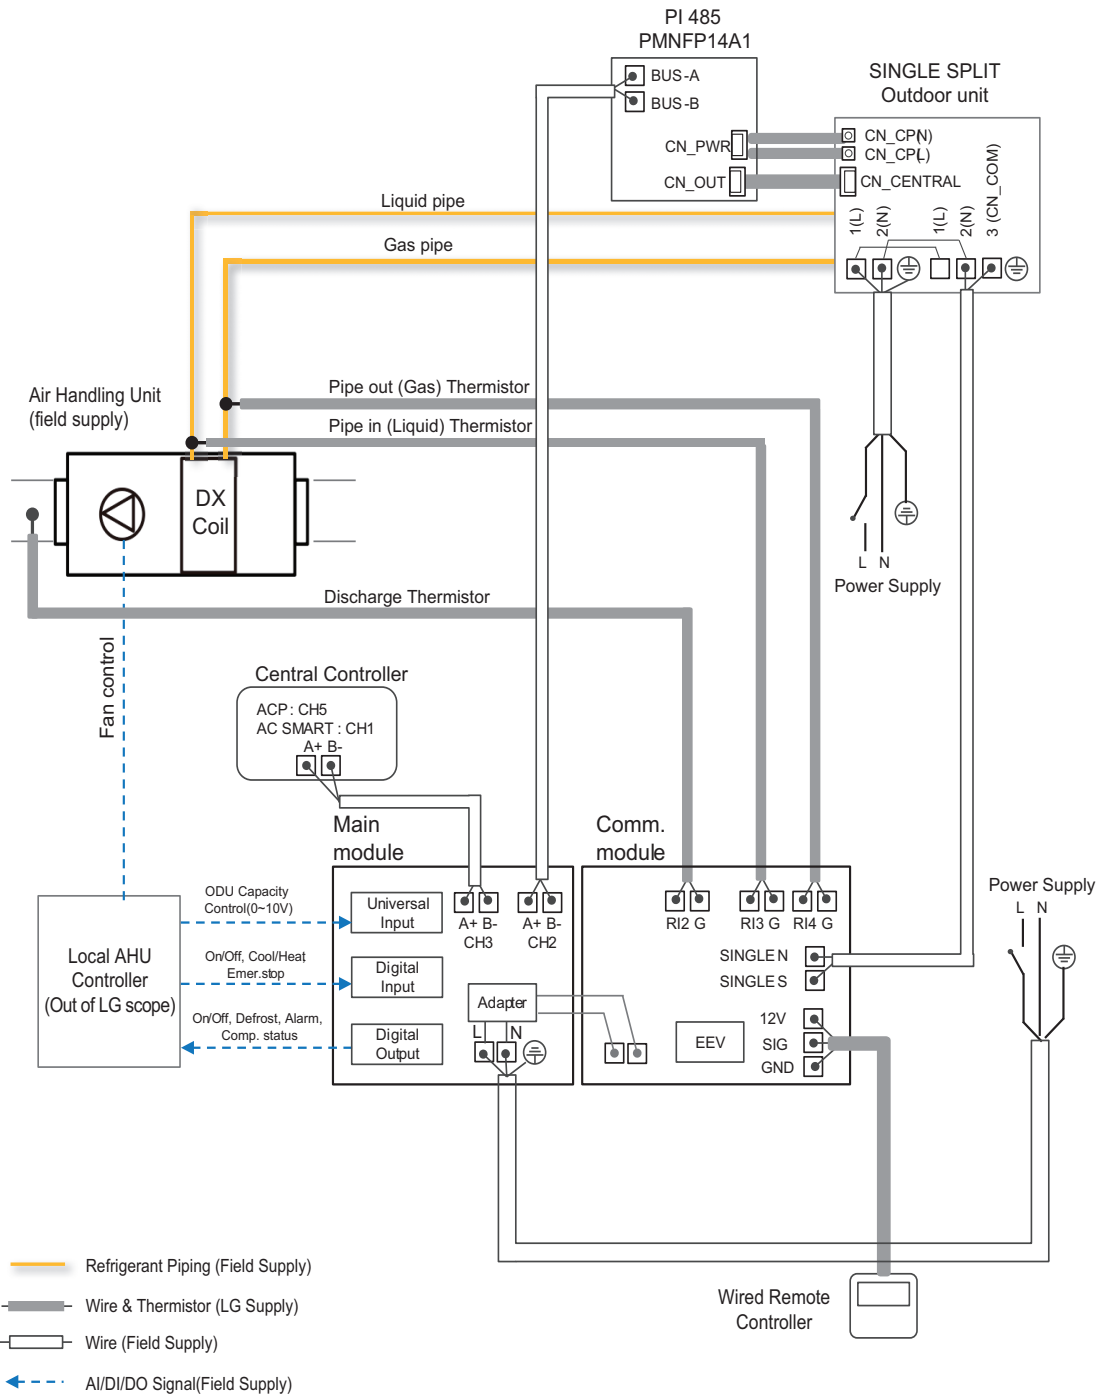 PI 485
PMNFP14A1
BUS-A
BUS-B
CN_PWR
CN_OUT
SINGLE SPLIT
Outdoor unit
CN_CP(N)
CN_CP(L)
CN_CENTRAL
1(L)
2(N)
1(L)
2(N)
3 (CN_COM)
Liquid pipe
Gas pipe
Air Handling Unit
(field supply)
Pipe out (Gas) Thermistor
Pipe in (Liquid) Thermistor
DX
Coil
L N
Power Supply
Discharge Thermistor
Fan control
Central Controller
ACP : CH5
AC SMART : CH1
A+ B-
Main
module
Comm.
module
Local AHU
Controller
(Out of LG scope)
ODU Capacity
Control(0~10V)
On/Off, Cool/Heat,
Emer.stop
On/Off, Defrost, Alarm,
Comp. status
Universal
Input
Digital
Input
Digital
Output
A+ B-
CH3
A+ B-
CH2
Adapter
L N
RI2 G
RI3 G
RI4 G
SINGLE N
SINGLE S
12V
SIG
GND
EEV
Power Supply
L N
Wired Remote
Controller
Refrigerant Piping (Field Supply)
Wire & Thermistor (LG Supply)
Wire (Field Supply)
AI/DI/DO Signal(Field Supply)